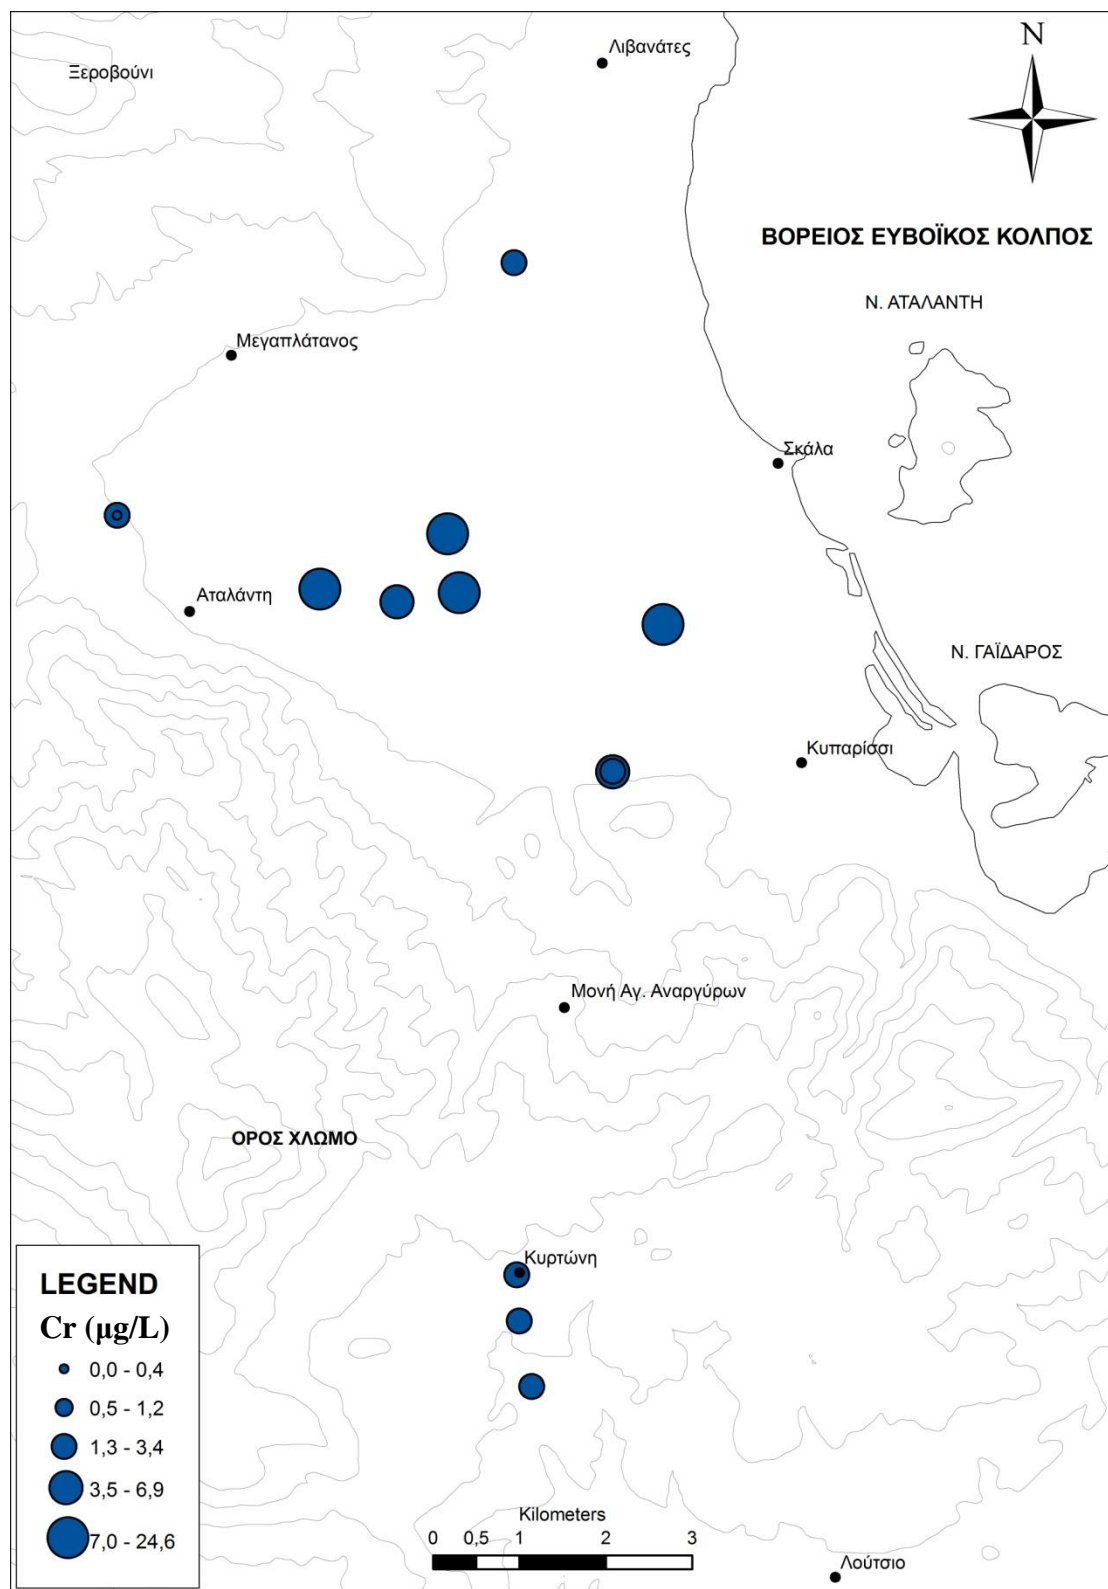 Λιβανάτες
N
Ξεροβούνι
ΒΟΡΕΙΟΣ ΕΥΒΟΪΚΟΣ ΚΟΛΠΟΣ
Ν. ΑΤΑΛΑΝΤΗ
Μεγαπλάτανος
Σκάλα
Αταλάντη
Ν. ΓΑΪΔΑΡΟΣ
Κυπαρίσσι
Μονή Αγ. Αναργύρων
ΟΡΟΣ ΧΛΩΜΟ
Κυρτώνη
LEGEND
Cr (μg/L)
0,0 - 0,4
0,5 - 1,2
1,3 - 3,4
3,5 - 6,9
7,0 - 24,6
Kilometers
0 0,5 1 2 3
Λούτσιο